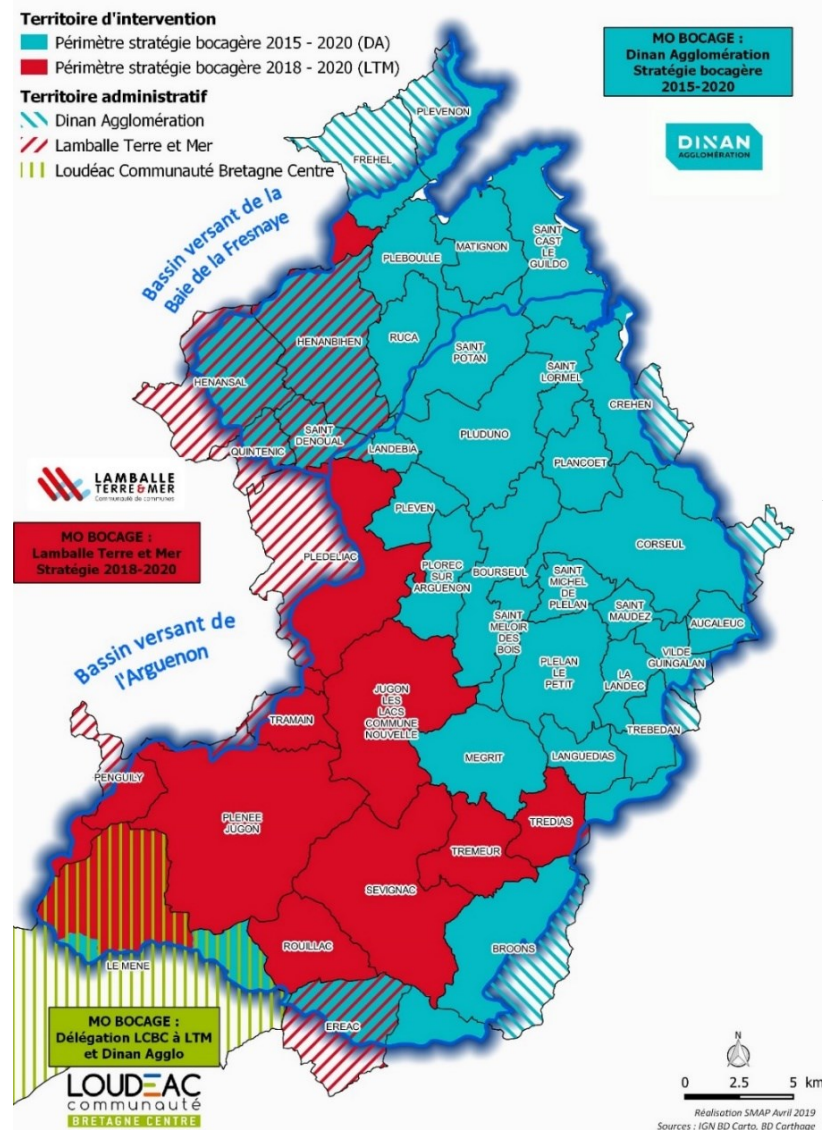 Territoire d'intervention
Périmètre stratégie bocagère 2015 - 2020 (DA)
Périmètre stratégie bocagère 2018 - 2020 (LTM)
Territoire administratif
Dinan Agglomération
Lamballe Terre et Mer
Loudéac Communauté Bretagne Centre
MO BOCAGE :
Dinan Agglomération
Stratégie bocagère
2015-2020
DINAN
AGGLOMÉRATION
PLEVENON
FREHEL
Bassin versant de la
Baie de la Fresnaye
SAINT
CAST
LE
GUILDO
MATIGNON
PLEBOULLE
HENANBIHEN
RUCA
SAINT
POTAN
SAINT
LORMEL
HENANSAL
CREHEN
SAINT
DENOUAL
QUINTENIC
LANDEBIA
PLUDUNO
PLANCOET
LAMBALLE
TERRE & MER
Communauté de communes
PLEVEN
MO BOCAGE :
Lamballe Terre et Mer
Stratégie 2018-2020
PLEDELIAC
CORSEUL
PLOREC
SUR
ARGUENON
BOURSEUL
SAINT
MICHEL
DE
PLELAN
SAINT
MAUDEZ
SAINT
MELOIR
DES
BOIS
AUCALEUC
Bassin versant de
l'Arguenon
VILDE
GUINGALAN
PLELAN
LE
PETIT
LA
LANDEC
JUGON
LES
LACS
COMMUNE
NOUVELLE
TRAMAIN
TREBEDAN
MEGRIT
LANGUEDIAS
PENGUILY
PLENEE
JUGON
TREDIAS
TREMEUR
SEVIGNAC
ROUILLAC
BROONS
LE MENE
EREAC
MO BOCAGE :
Délégation LCBC à LTM
et Dinan Agglo
LOUDEAC
communauté
BRETAGNE CENTRE
N
0 2.5 5 km
Réalisation SMAP Avril 2019
Sources : IGN BD Carto, BD Carthage